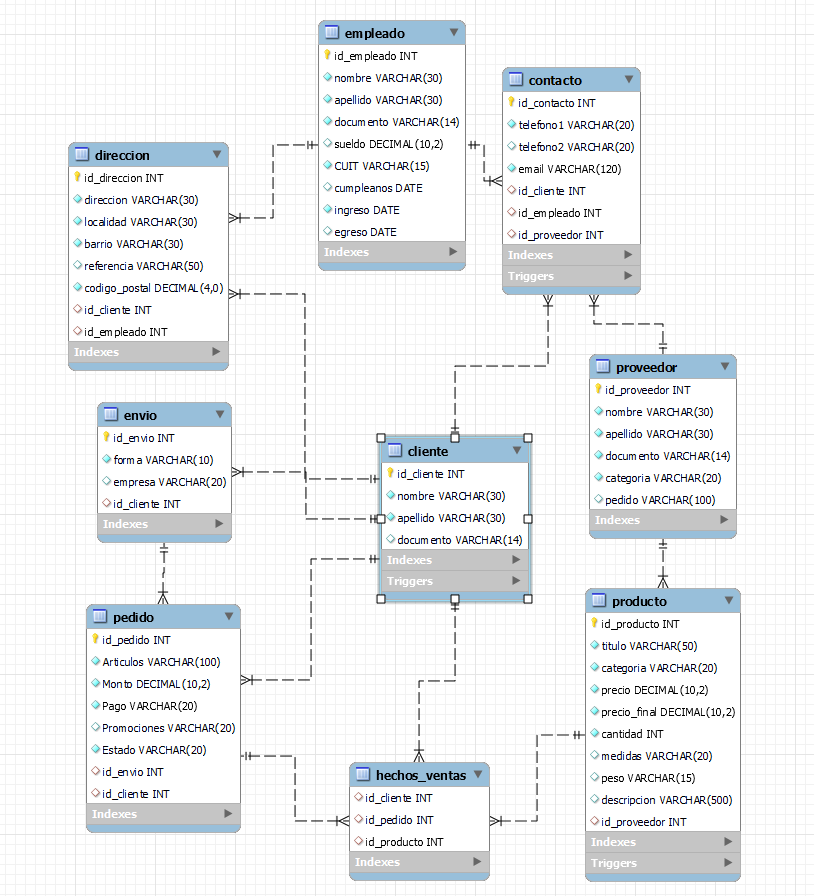 empleado
id_empleado INT
nombre VARCHAR(30)
apellido VARCHAR(30)
documento VARCHAR(14)
sueldo DECIMAL(10,2)
CUIT VARCHAR(15)
cumpleanos DATE
ingreso DATE
egreso DATE
Indexes
contacto
id_contacto INT
telefono1 VARCHAR(20)
telefono2 VARCHAR(20)
email VARCHAR(120)
id_cliente INT
id_empleado INT
id_proveedor INT
Indexes
Triggers
direccion
id_direccion INT
direccion VARCHAR(30)
localidad VARCHAR(30)
barrio VARCHAR(30)
referencia VARCHAR(50)
codigo_postal DECIMAL(4,0)
id_cliente INT
id_empleado INT
Indexes
proveedor
id_proveedor INT
nombre VARCHAR(30)
apellido VARCHAR(30)
documento VARCHAR(14)
categoria VARCHAR(20)
pedido VARCHAR(100)
Indexes
envio
id_envio INT
forma VARCHAR(10)
empresa VARCHAR(20)
id_cliente INT
Indexes
cliente
id_cliente INT
nombre VARCHAR(30)
apellido VARCHAR(30)
documento VARCHAR(14)
Indexes
Triggers
pedido
id_pedido INT
Articulos VARCHAR(100)
Monto DECIMAL(10,2)
Pago VARCHAR(20)
Promociones VARCHAR(20)
Estado VARCHAR(20)
id_envio INT
id_cliente INT
Indexes
producto
id_producto INT
titulo VARCHAR(50)
categoria VARCHAR(20)
precio DECIMAL(10,2)
precio_final DECIMAL(10,2)
cantidad INT
medidas VARCHAR(20)
peso VARCHAR(15)
descripcion VARCHAR(500)
id_proveedor INT
Indexes
Triggers
hechos_ventas
id_cliente INT
id_pedido INT
id_producto INT
Indexes